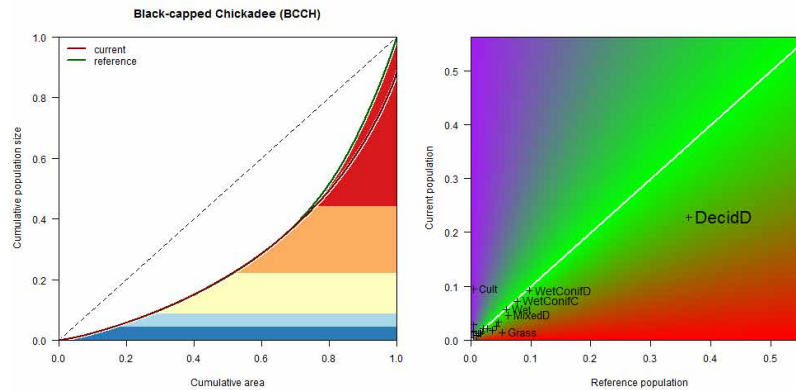 Black-capped Chickadee (BCCH)
current
reference
1.0
0.8
0.6
0.4
0.2
0.0
Cumulative population size
0.0 0.2 0.4 0.6 0.8 1.0
Cumulative area
0.5
0.4
0.3
0.2
0.1
0.0
Current population
DecidD
Cult
WetConifD
WetConifC
Wet
MixedD
Grass
0.0 0.1 0.2 0.3 0.4 0.5
Reference population